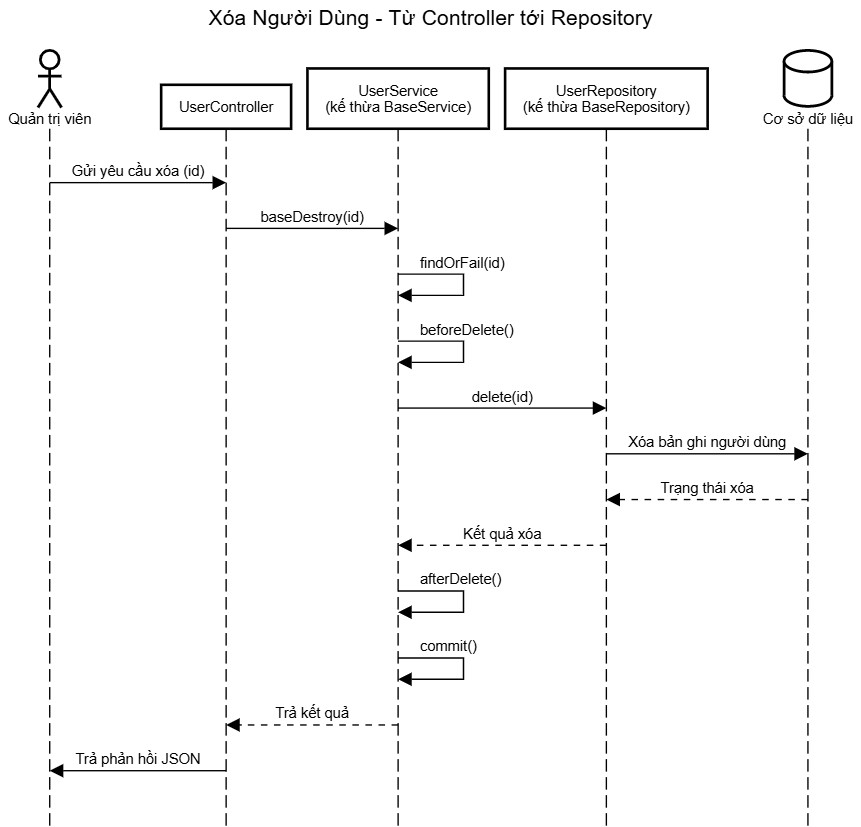 Xóa Người Dùng - Từ Controller tới Repository
Quản trị viên
UserController
UserService
(kế thừa BaseService)
UserRepository
(kế thừa BaseRepository)
Cơ sở dữ liệu
Gửi yêu cầu xóa (id)
baseDestroy(id)
findOrFail(id)
beforeDelete()
delete(id)
Xóa bản ghi người dùng
Trạng thái xóa
Kết quả xóa
afterDelete()
commit()
Trả kết quả
Trả phản hồi JSON